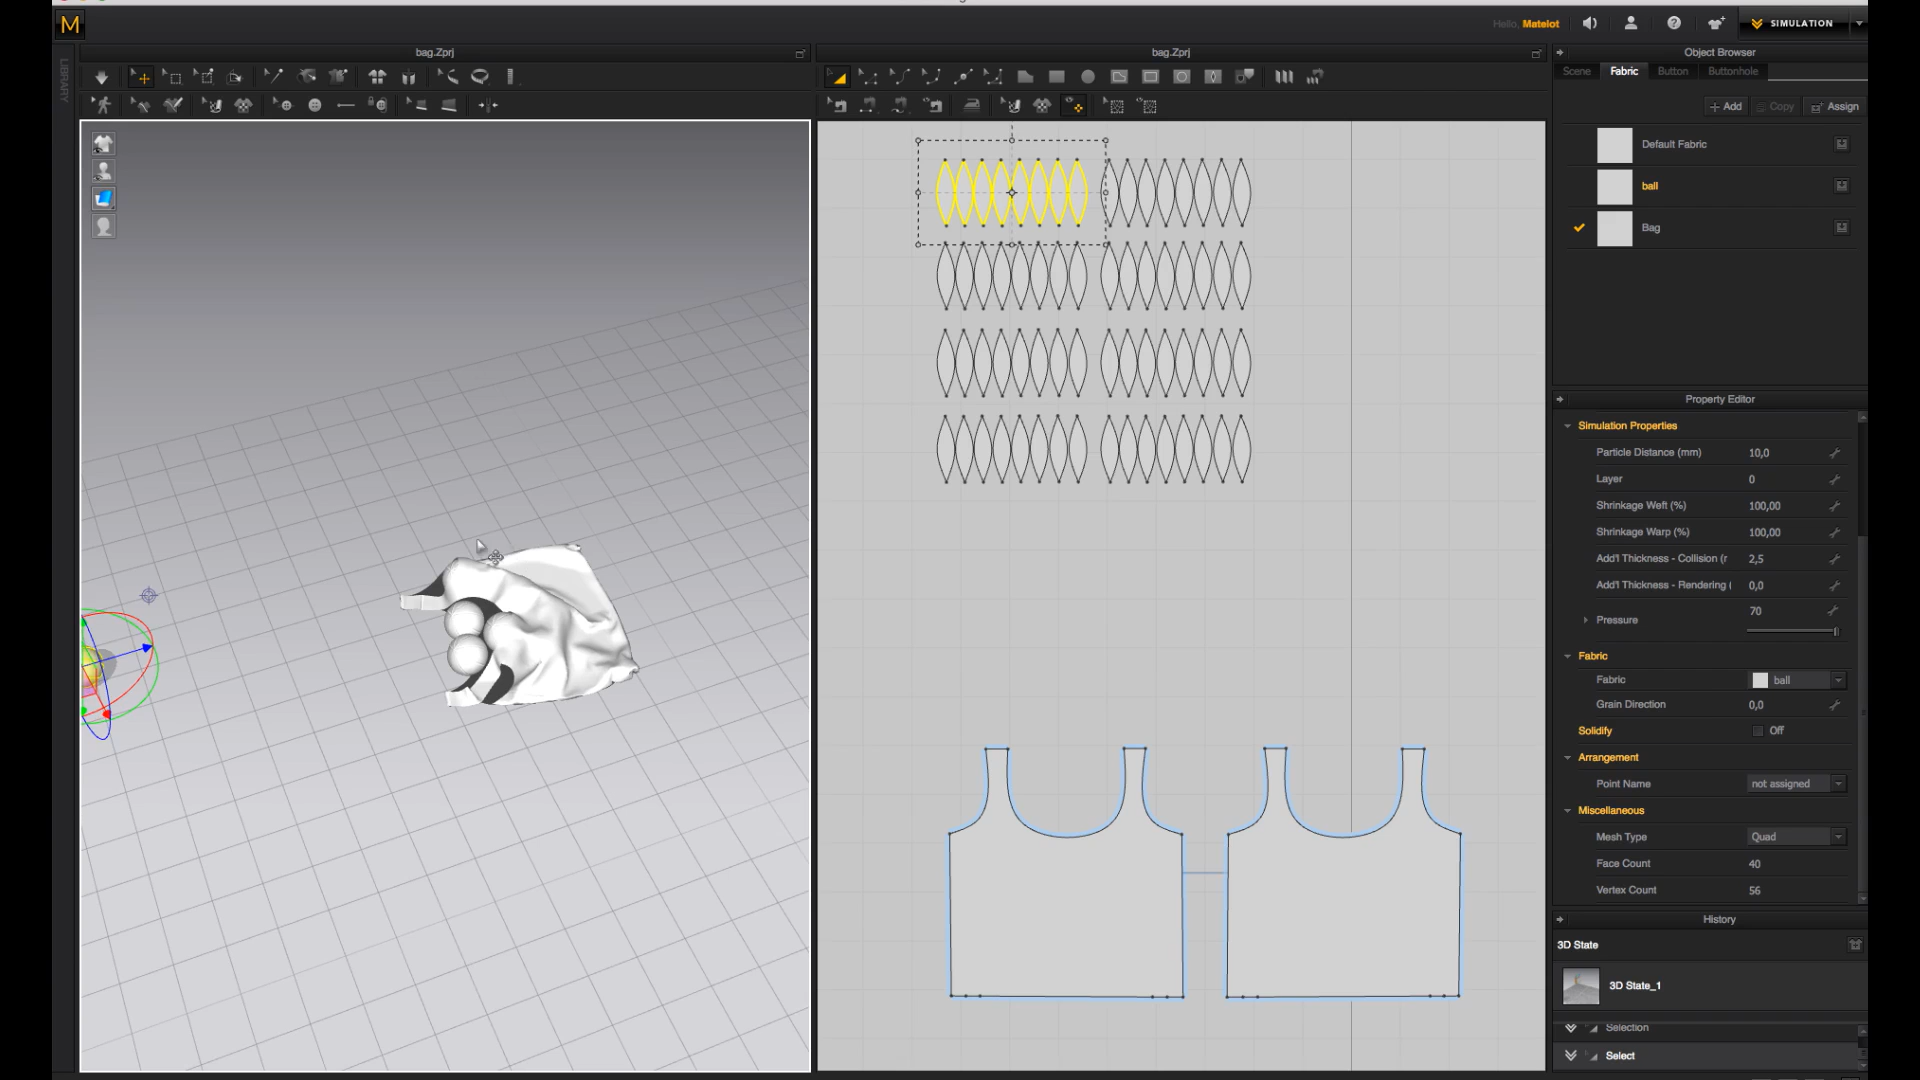 M
Hello, Matelot
SIMULATION
LIBRARY
bag.Zprj
bag.Zprj
Object Browser
Scene
Fabric
Button
Buttonhole
Add
Copy
Assign
Default Fabric
ball
Bag
Property Editor
Simulation Properties
Particle Distance (mm) 10,0
Layer 0
Shrinkage Weft (%) 100,00
Shrinkage Warp (%) 100,00
Add'l Thickness - Collision (r 2,5
Add'l Thickness - Rendering ( 0,0
Pressure 70
Fabric
Fabric ball
Grain Direction 0,0
Solidify Off
Arrangement
Point Name not assigned
Miscellaneous
Mesh Type Quad
Face Count 40
Vertex Count 56
History
3D State
3D State_1
Selection
Select